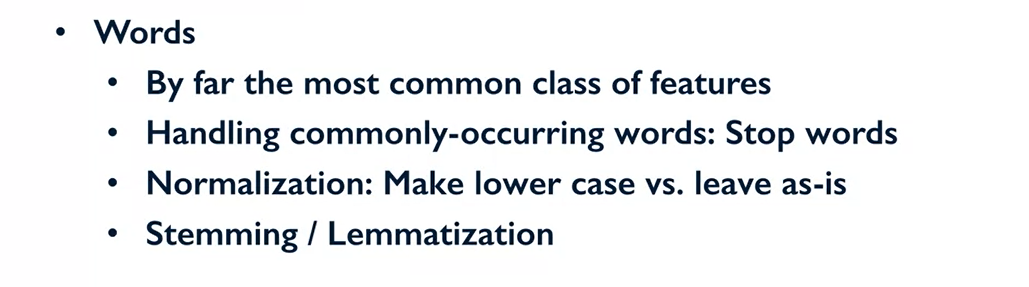 • Words
• By far the most common class of features
• Handling commonly-occurring words: Stop words
• Normalization: Make lower case vs. leave as-is
• Stemming / Lemmatization